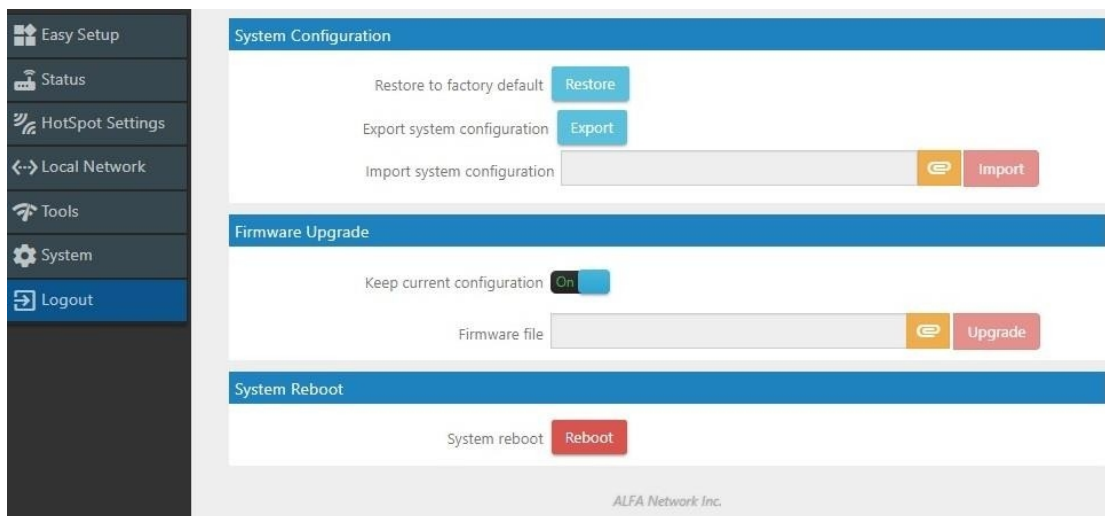 Easy Setup
Status
HotSpot Settings
Local Network
Tools
System
Logout
System Configuration
Restore to factory default Restore
Export system configuration Export
Import system configuration Import
Firmware Upgrade
Keep current configuration On
Firmware file Upgrade
System Reboot
System reboot Reboot
ALFA Network Inc.